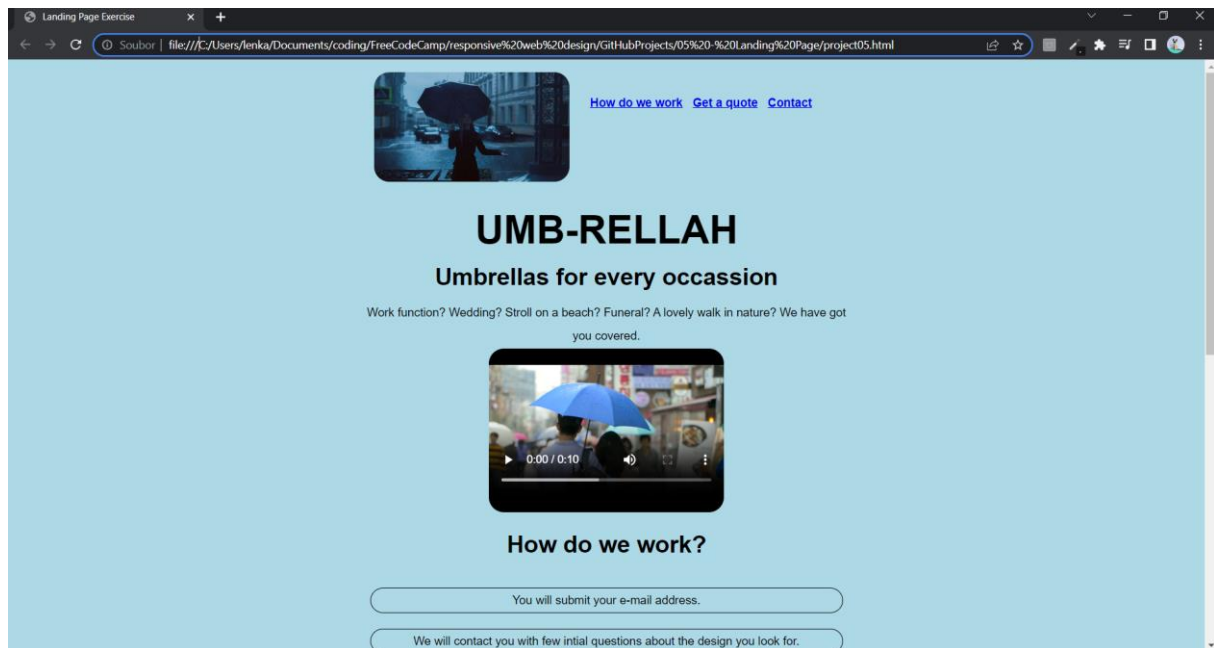 Landing Page Exercise
Soubor | file:///C:/Users/lenka/Documents/coding/FreeCodeCamp/responsive%20web%20design/GitHubProjects/05%20-%20Landing%20Page/project05.html
How do we work Get a quote Contact
UMB-RELLAH
Umbrellas for every occassion
Work function? Wedding? Stroll on a beach? Funeral? A lovely walk in nature? We have got
you covered.
0:00 / 0:10
How do we work?
You will submit your e-mail address.
We will contact you with few intial questions about the design you look for.